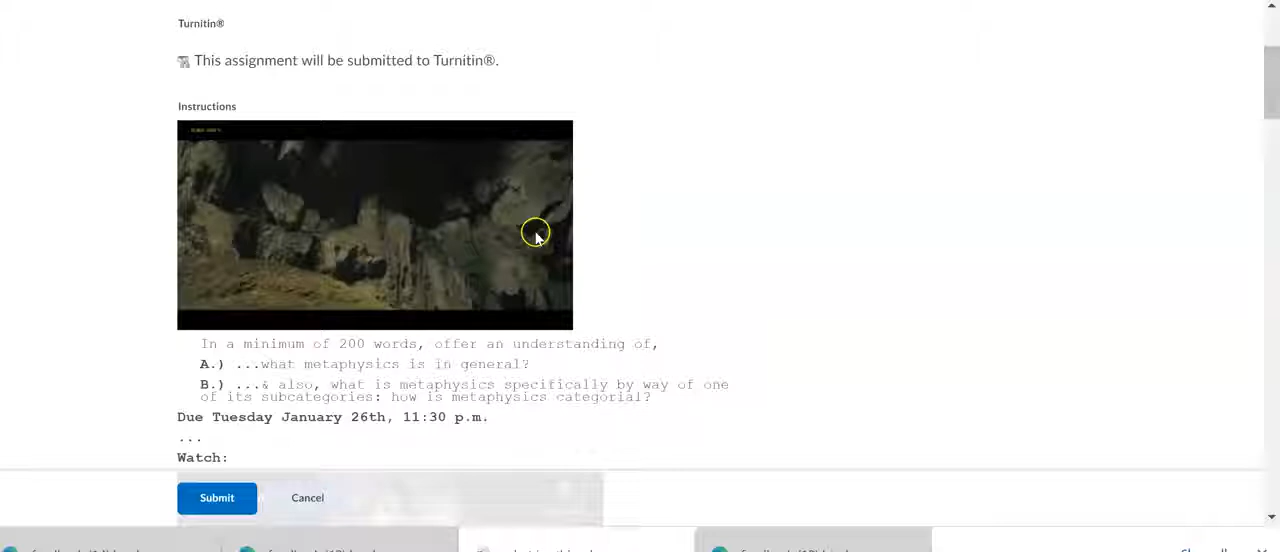 Turnitin®
This assignment will be submitted to Turnitin®.
Instructions
In a minimum of 200 words, offer an understanding of,
A.) ...what metaphysics is in general?
B.) ...& also, what is metaphysics specifically by way of one
of its subcategories: how is metaphysics categorial?
Due Tuesday January 26th, 11:30 p.m.
...
Watch:
Submit Cancel